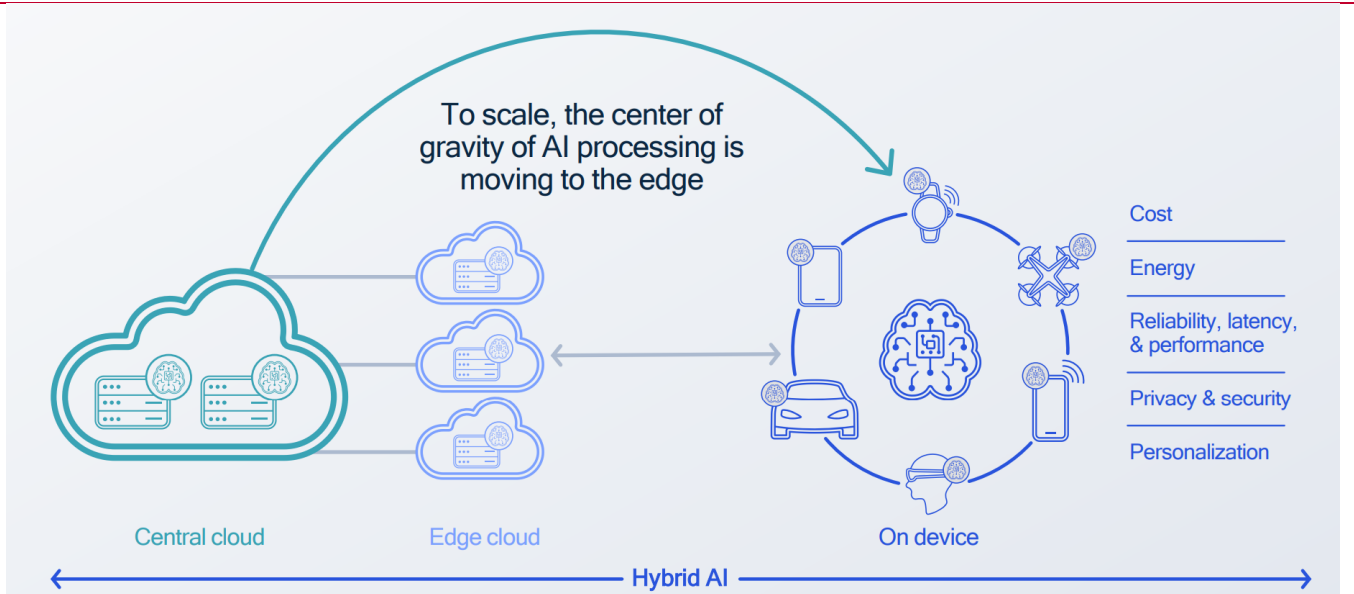 To scale, the center of
gravity of AI processing is
moving to the edge
Cost
Energy
Reliability, latency,
& performance
Privacy & security
Personalization
Central cloud
Edge cloud
On device
Hybrid AI